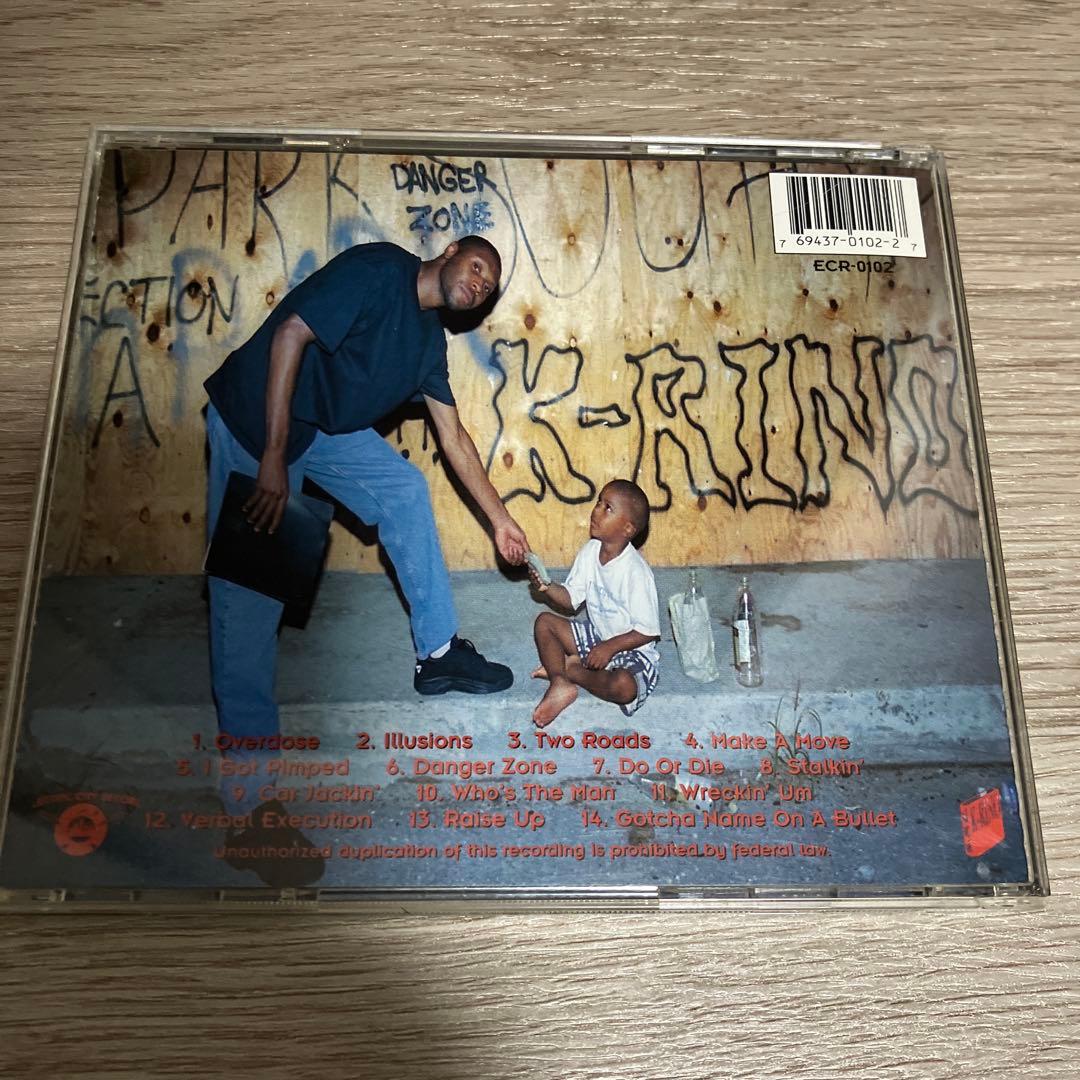 PARK
DANGER
ZONE
7 69437-0102-2 7
ECR-0102
ECTION
A
K-RINO
1. Overdose 2. Illusions 3. Two Roads 4. Make A Move
5. I Got Pimped 6. Danger Zone 7. Do Or Die 8. Stalkin'
9. Car Jackin' 10. Who's The Man 11. Wreckin' Um
12. Verbal Execution 13. Raise Up 14. Gotcha Name On A Bullet
Unauthorized duplication of this recording is prohibited by federal law.